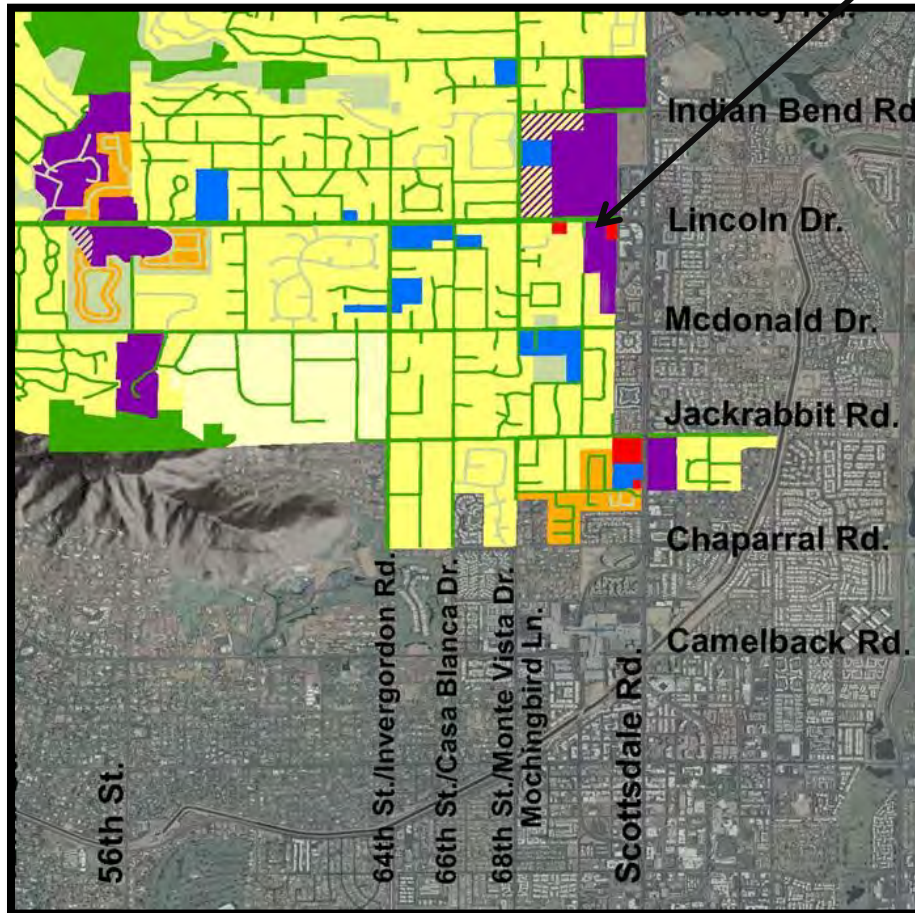 Indian Bend Rd
Lincoln Dr.
Mcdonald Dr.
Jackrabbit Rd.
Chaparral Rd.
Camelback Rd.
56th St.
64th St./Invergordon Rd.
66th St./Casa Blanca Dr.
68th St./Monte Vista Dr.
Mochingbird Ln.
Scottsdale Rd.